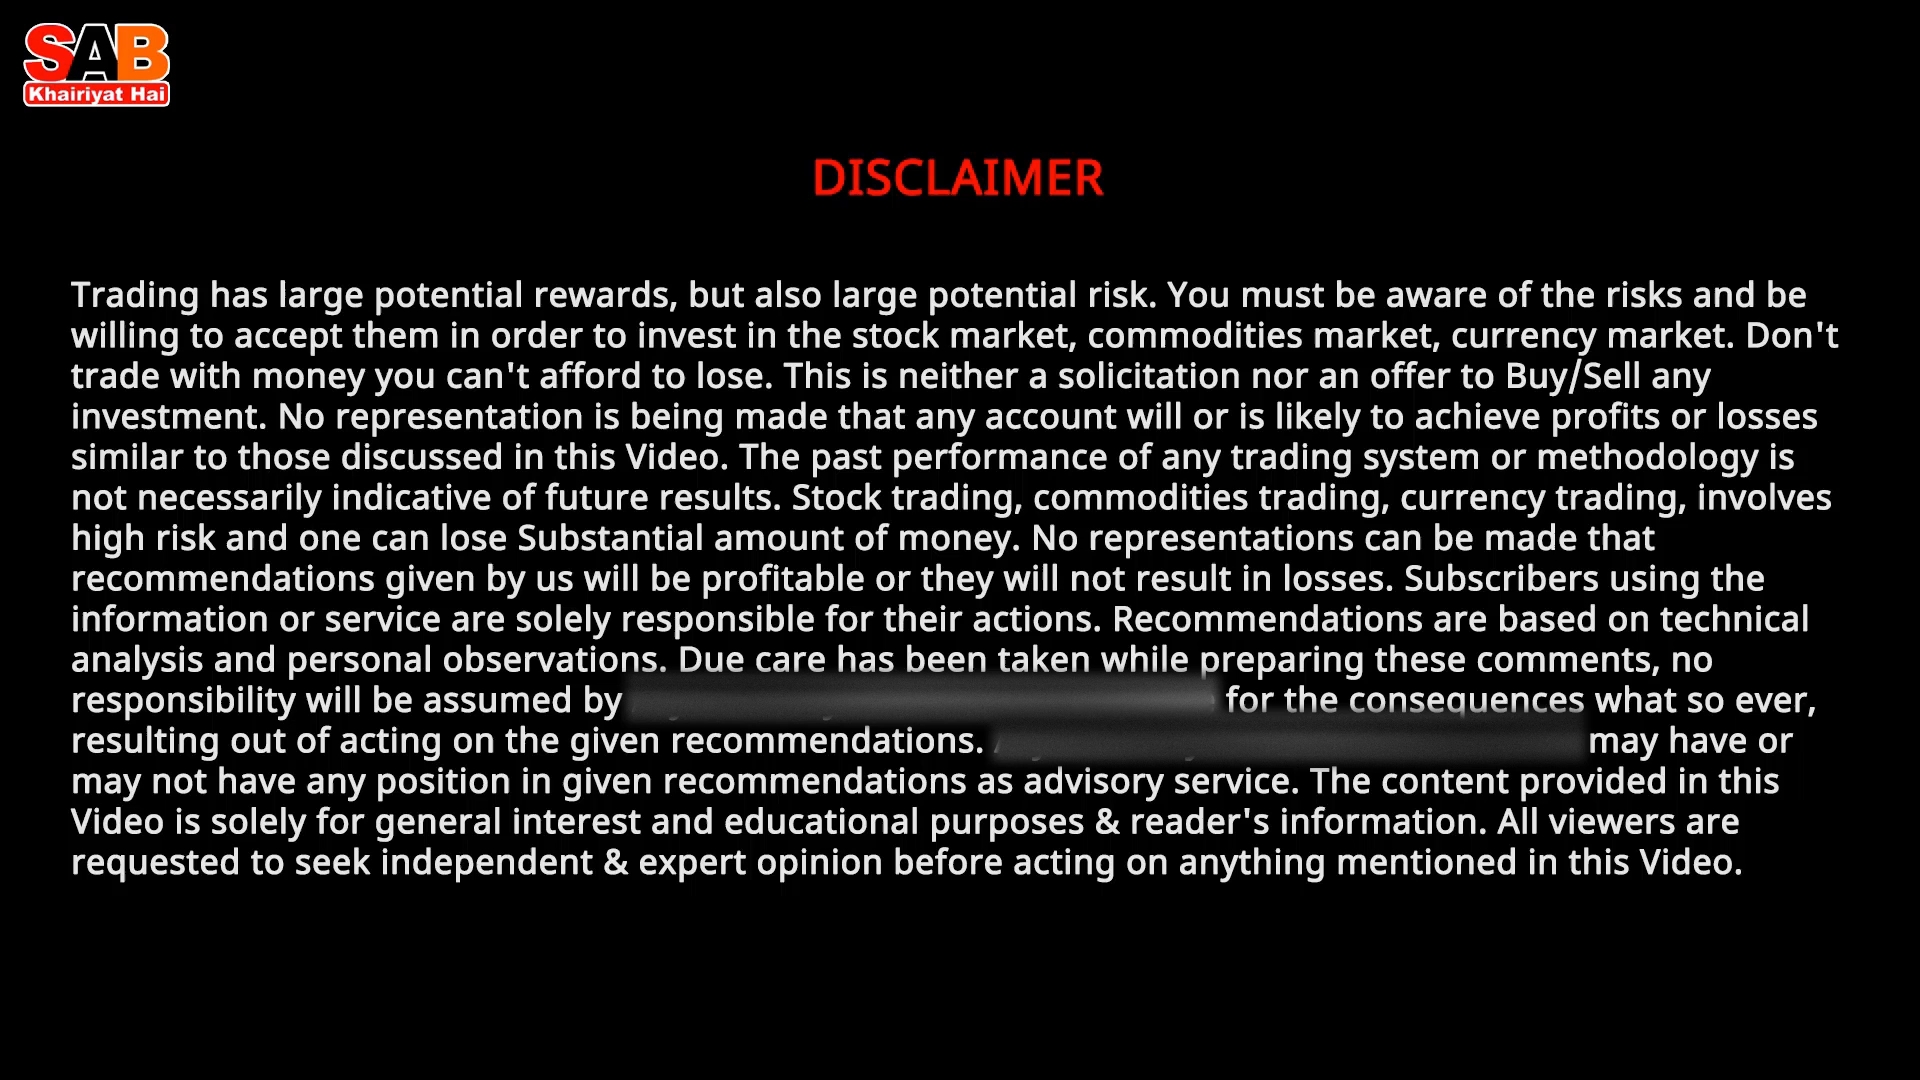 SAB
Khairiyat Hai
DISCLAIMER
Trading has large potential rewards, but also large potential risk. You must be aware of the risks and be
willing to accept them in order to invest in the stock market, commodities market, currency market. Don't
trade with money you can't afford to lose. This is neither a solicitation nor an offer to Buy/Sell any
investment. No representation is being made that any account will or is likely to achieve profits or losses
similar to those discussed in this Video. The past performance of any trading system or methodology is
not necessarily indicative of future results. Stock trading, commodities trading, currency trading, involves
high risk and one can lose Substantial amount of money. No representations can be made that
recommendations given by us will be profitable or they will not result in losses. Subscribers using the
information or service are solely responsible for their actions. Recommendations are based on technical
analysis and personal observations. Due care has been taken while preparing these comments, no
responsibility will be assumed by for the consequences what so ever,
resulting out of acting on the given recommendations. may have or
may not have any position in given recommendations as advisory service. The content provided in this
Video is solely for general interest and educational purposes & reader's information. All viewers are
requested to seek independent & expert opinion before acting on anything mentioned in this Video.